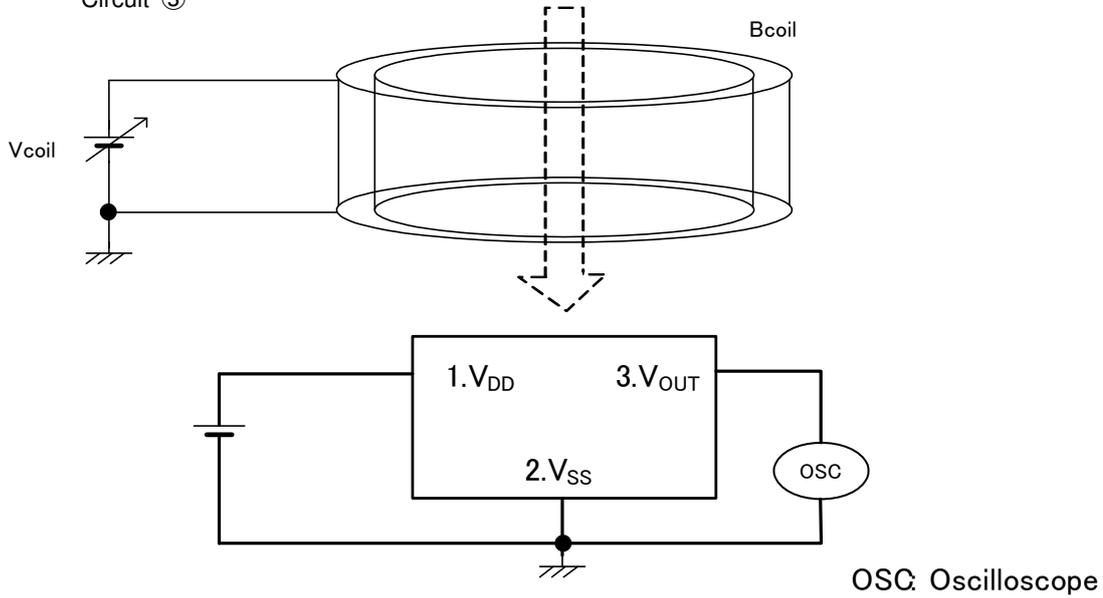 Circuit ③
Bcoil
Vcoil
1.VDD
3.VOUT
2.VSS
OSC
OSC: Oscilloscope